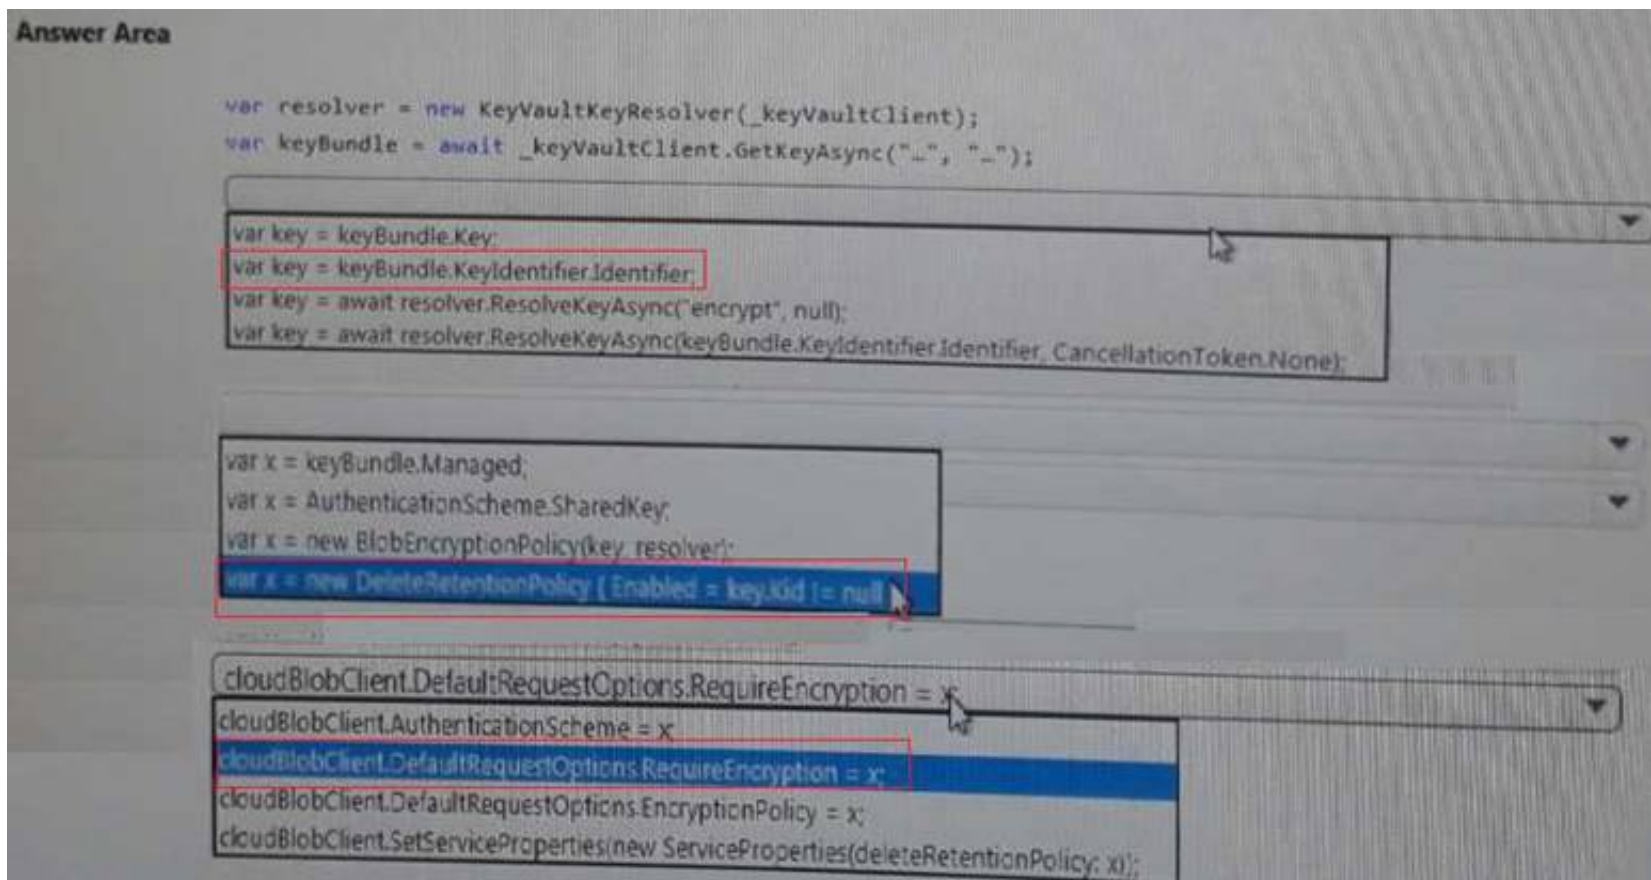 Answer Area
var resolver = new KeyVaultKeyResolver(_keyVaultClient);
var keyBundle = await _keyVaultClient.GetKeyAsync("…", "…");
var key = keyBundle.Key;
var key = keyBundle.KeyIdentifier.Identifier;
var key = await resolver.ResolveKeyAsync("encrypt", null);
var key = await resolver.ResolveKeyAsync(keyBundle.KeyIdentifier.Identifier, CancellationToken.None);
var x = keyBundle.Managed;
var x = AuthenticationScheme.SharedKey;
var x = new BlobEncryptionPolicy(key, resolver);
var x = new DeleteRetentionPolicy { Enabled = key.Kid != null
cloudBlobClient.DefaultRequestOptions.RequireEncryption = x;
cloudBlobClient.AuthenticationScheme = x;
cloudBlobClient.DefaultRequestOptions.RequireEncryption = x;
cloudBlobClient.DefaultRequestOptions.EncryptionPolicy = x;
cloudBlobClient.SetServiceProperties(new ServiceProperties(deleteRetentionPolicy: x));